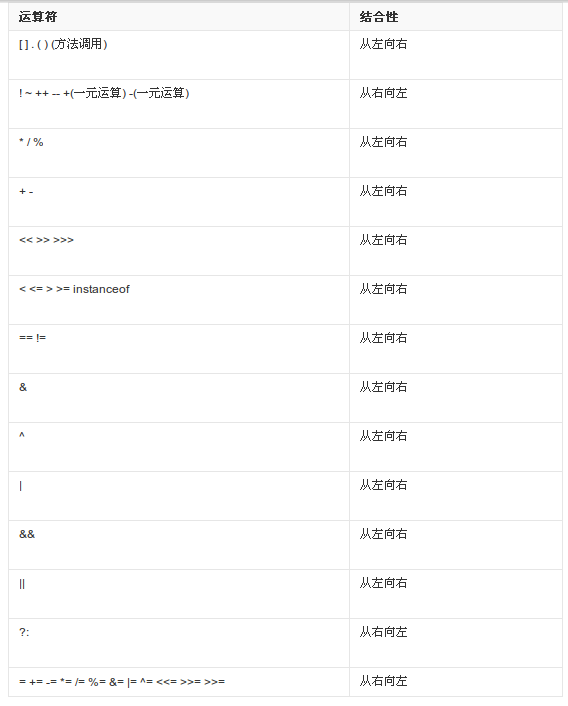 运算符 结合性
[ ] . ( ) (方法调用) 从左向右
! ~ ++ -- +(一元运算) -(一元运算) 从右向左
* / % 从左向右
+ - 从左向右
<< >> >>> 从左向右
< <= > >= instanceof 从左向右
== != 从左向右
& 从左向右
^ 从左向右
| 从左向右
&& 从左向右
|| 从左向右
?: 从右向左
= += -= *= /= %= &= |= ^= <<= >>= >>= 从右向左